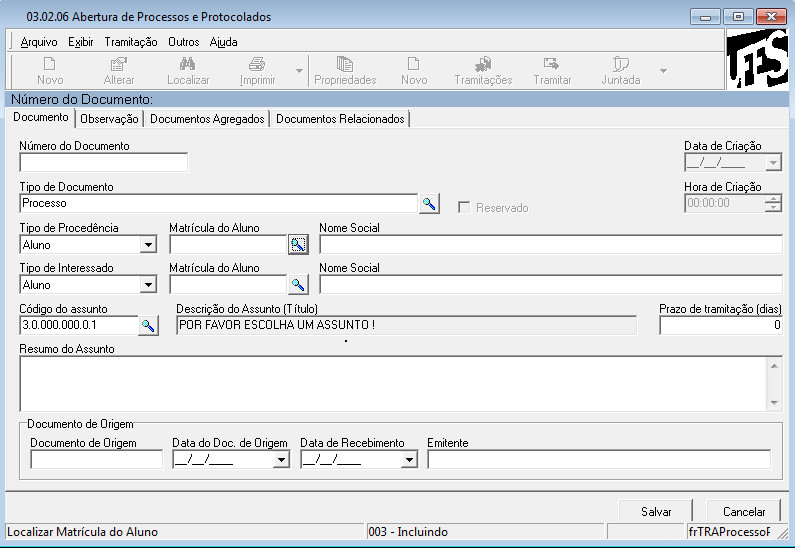 03.02.06 Abertura de Processos e Protocolados
Arquivo Exibir Tramitação Outros Ajuda
Novo Alterar Localizar Imprimir Propriedades Novo Tramitações Tramitar Juntada
UFFS
Número do Documento:
Documento Observação Documentos Agregados Documentos Relacionados
Número do Documento Data de Criação
__/__/____
Tipo de Documento Hora de Criação
Processo Reservado 00:00:00
Tipo de Procedência Matrícula do Aluno Nome Social
Aluno
Tipo de Interessado Matrícula do Aluno Nome Social
Aluno
Código do assunto Descrição do Assunto (Título) Prazo de tramitação (dias)
3.0.000.000.0.1 POR FAVOR ESCOLHA UM ASSUNTO ! 0
Resumo do Assunto
Documento de Origem
Documento de Origem Data do Doc. de Origem Data de Recebimento Emitente
__/__/____ __/__/____
Salvar Cancelar
Localizar Matrícula do Aluno 003 - Incluindo frTRAProcessoF